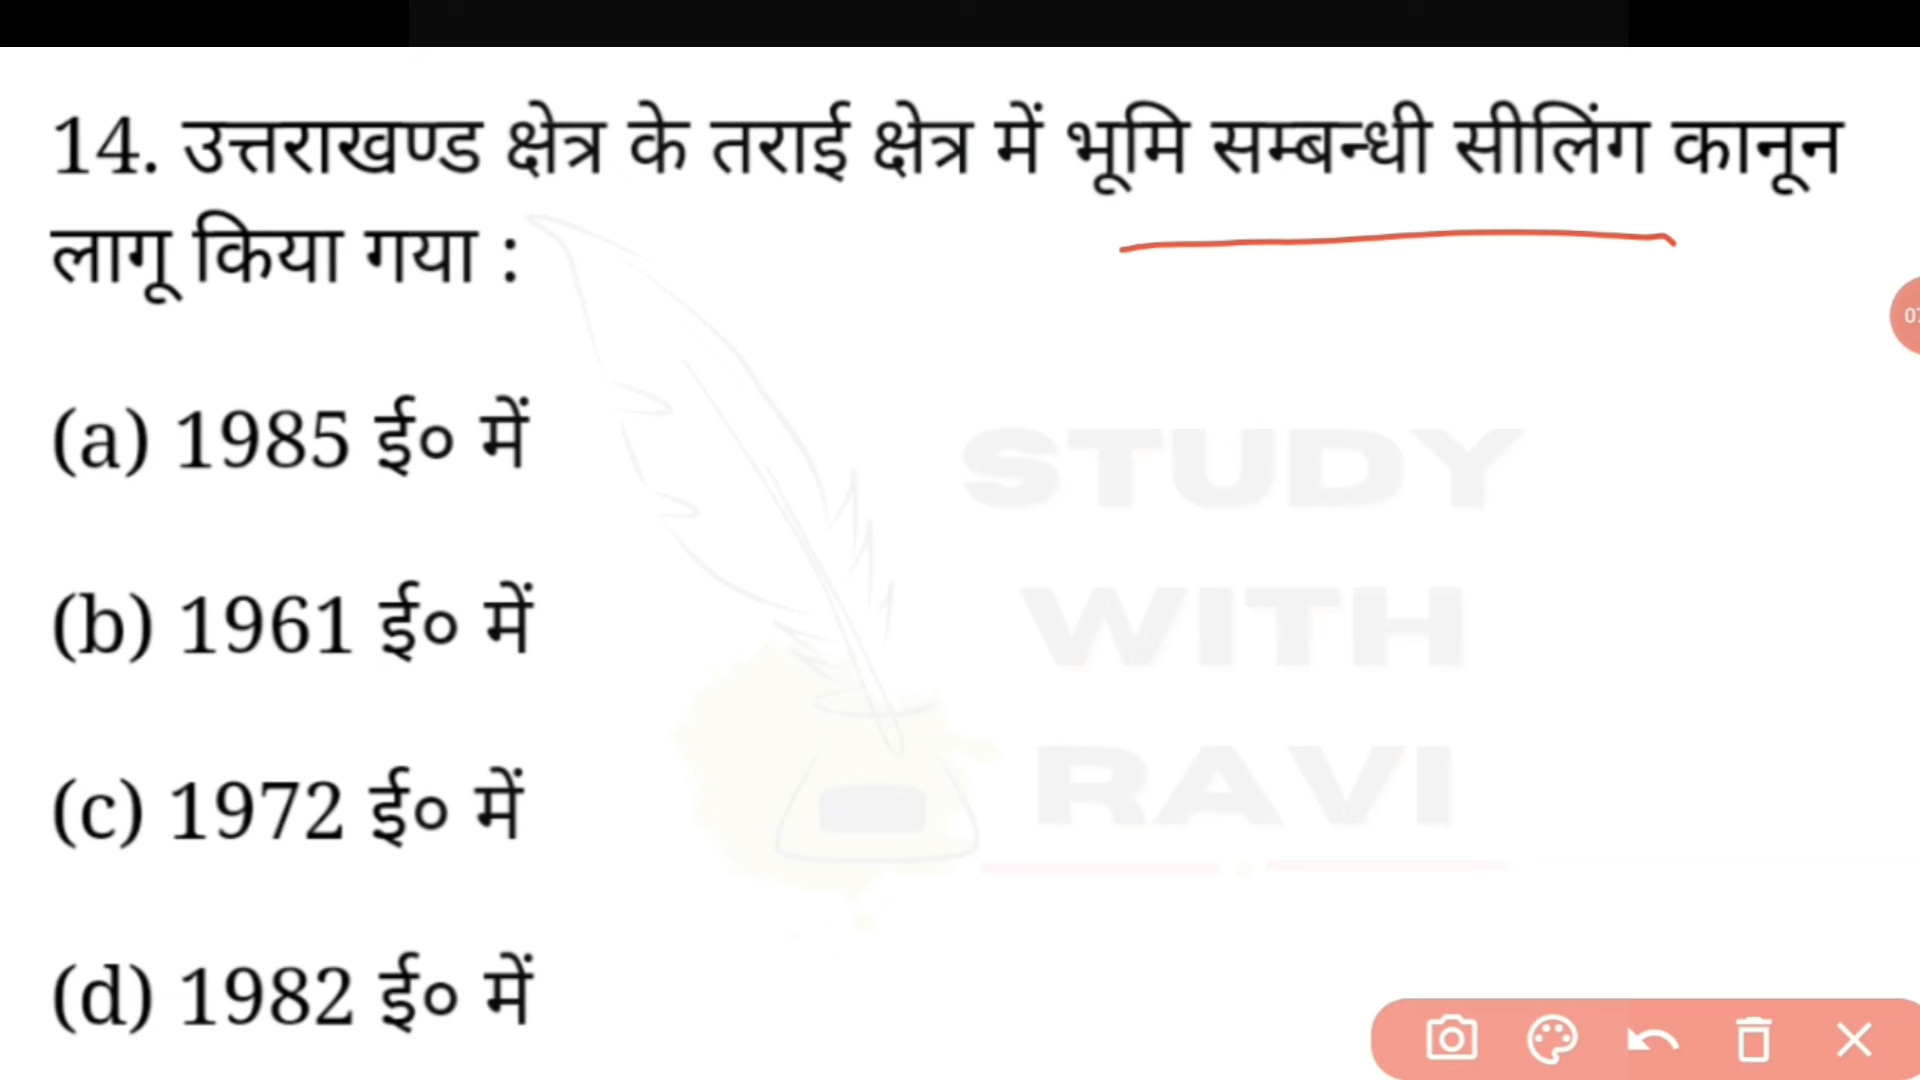 14. उत्तराखण्ड क्षेत्र के तराई क्षेत्र में भूमि सम्बन्धी सीलिंग कानून
लागू किया गया :
(a) 1985 ई० में
(b) 1961 ई० में
(c) 1972 ई० में
(d) 1982 ई० में
STUDY
WITH
RAVI